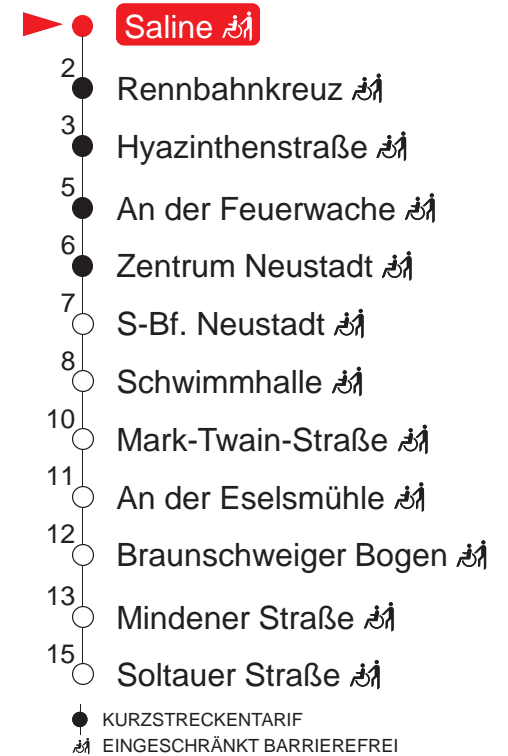 Saline
2
Rennbahnkreuz
3
Hyazinthenstraße
5
An der Feuerwache
6
Zentrum Neustadt
7
S-Bf. Neustadt
8
Schwimmhalle
10
Mark-Twain-Straße
11
An der Eselsmühle
12
Braunschweiger Bogen
13
Mindener Straße
15
Soltauer Straße
KURZSTRECKENTARIF
EINGESCHRÄNKT BARRIEREFREI